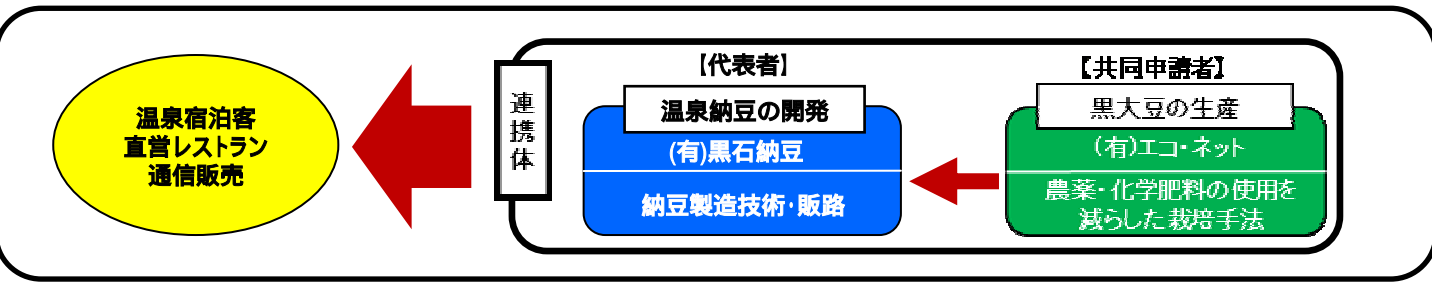 温泉宿泊客
直営レストラン
通信販売
連携体
【代表者】
温泉納豆の開発
(有)黒石納豆
納豆製造技術・販路
【共同申請者】
黒大豆の生産
(有)エコ・ネット
農薬・化学肥料の使用を
減らした栽培手法